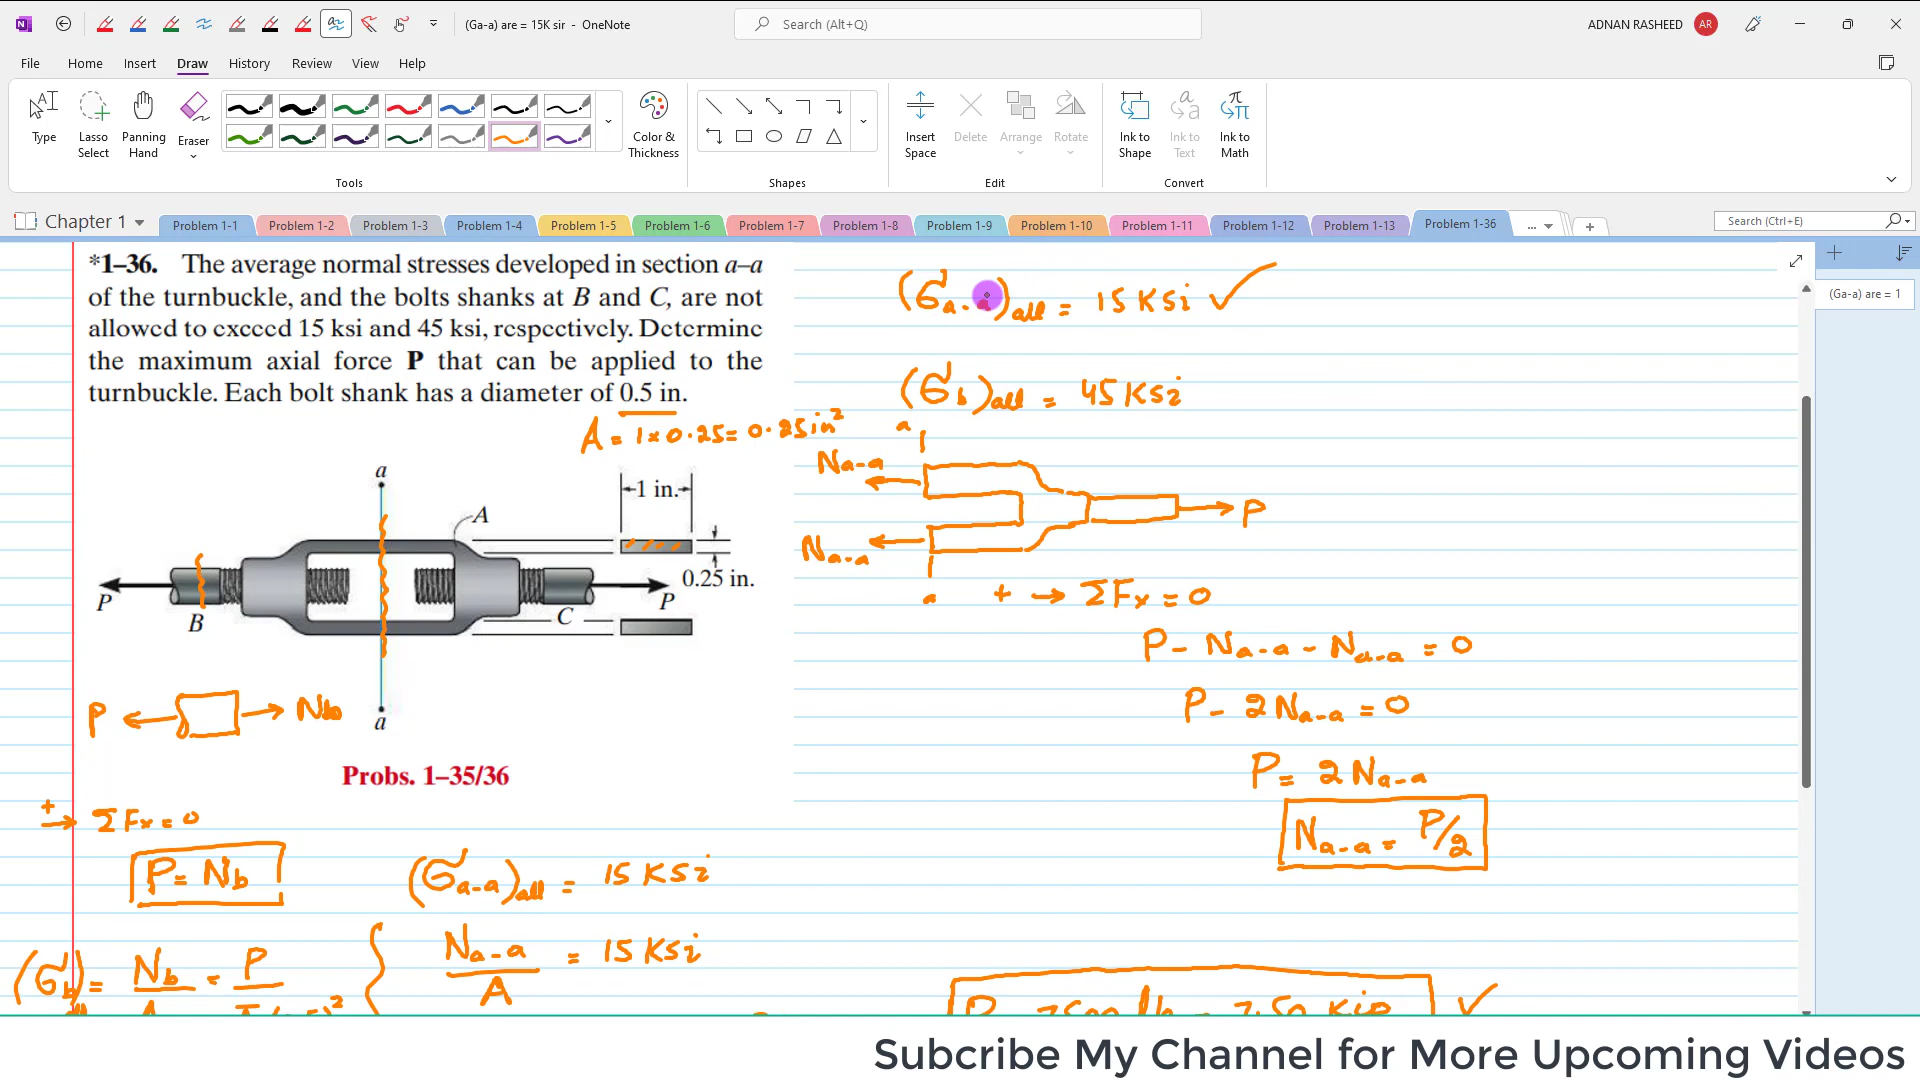 (Ga-a) are = 15K sir - OneNote
Search (Alt+Q)
ADNAN RASHEED
AR
File Home Insert Draw History Review View Help
Type
Lasso Select
Panning Hand
Eraser
Color & Thickness
Insert Space
Delete
Arrange
Rotate
Ink to Shape
Ink to Text
Ink to Math
Tools
Shapes
Edit
Convert
Chapter 1
Problem 1-1
Problem 1-2
Problem 1-3
Problem 1-4
Problem 1-5
Problem 1-6
Problem 1-7
Problem 1-8
Problem 1-9
Problem 1-10
Problem 1-11
Problem 1-12
Problem 1-13
Problem 1-36
...
Search (Ctrl+E)
(Ga-a) are = 1
*1–36. The average normal stresses developed in section a–a
of the turnbuckle, and the bolts shanks at B and C, are not
allowed to exceed 15 ksi and 45 ksi, respectively. Determine
the maximum axial force P that can be applied to the
turnbuckle. Each bolt shank has a diameter of 0.5 in.
A = 1 x 0.25 = 0.25in²
a
A
1 in.
0.25 in.
P
B
C
P
a
P
Nb
Probs. 1–35/36
+→ ΣFx = 0
P = Nb
(σa-a)all = 15 KSi
Na-a/A = 15 KSi
(σb)all = Nb/A = P/
(σa-a)all = 15 KSi ✓
(σb)all = 45 KSi
a
Na-a
P
Na-a
a
+ → ΣFx = 0
P - Na-a - Na-a = 0
P - 2Na-a = 0
P = 2Na-a
Na-a = P/2
✓
Subcribe My Channel for More Upcoming Videos